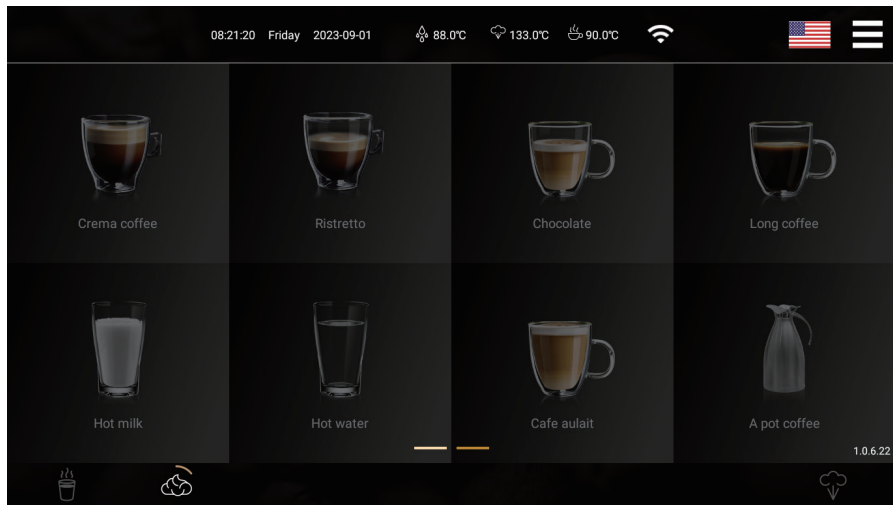 08:21:20 Friday 2023-09-01 88.0℃ 133.0℃ 90.0℃
Crema coffee Ristretto Chocolate Long coffee
Hot milk Hot water Cafe aulait A pot coffee
1.0.6.22